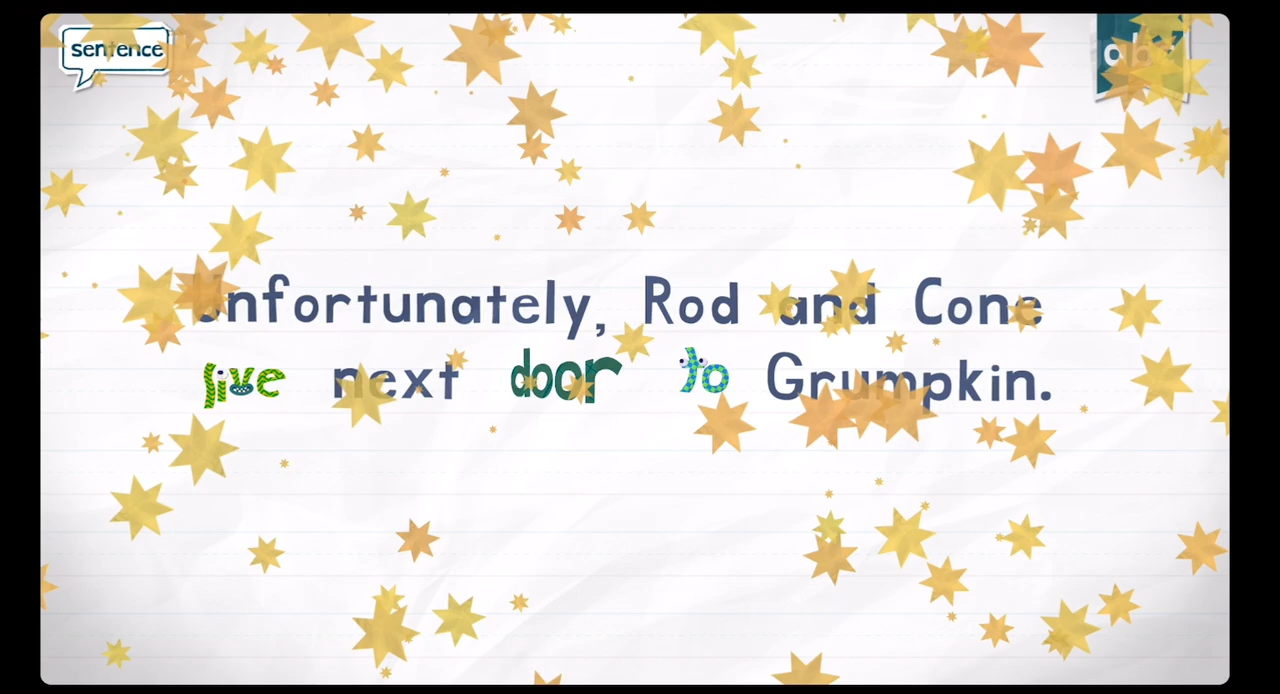 sentence
Unfortunately, Rod and Cone
live next door to Grumpkin.